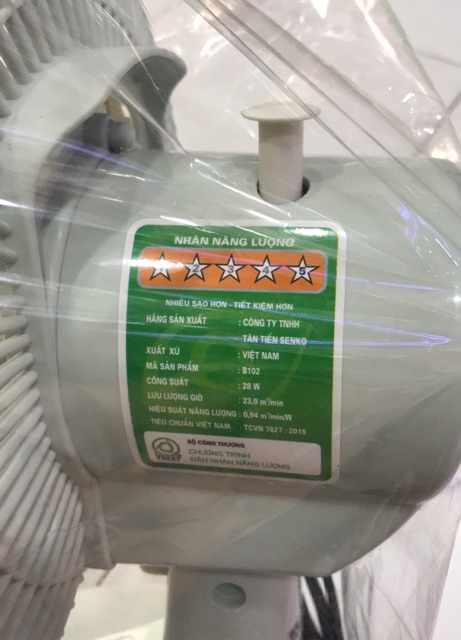 NHÃN NĂNG LƯỢNG
1 2 3 4 5
NHIỀU SAO HƠN - TIẾT KIỆM HƠN
HÃNG SẢN XUẤT : CÔNG TY TNHH
TÂN TIẾN SENKO
XUẤT XỨ : VIỆT NAM
MÃ SẢN PHẨM : B102
CÔNG SUẤT : 28 W
LƯU LƯỢNG GIÓ : 23,9 m³/min
HIỆU SUẤT NĂNG LƯỢNG : 0,94 m³/min/W
TIÊU CHUẨN VIỆT NAM : TCVN 7827 : 2015
BỘ CÔNG THƯƠNG
CHƯƠNG TRÌNH
DÁN NHÃN NĂNG LƯỢNG